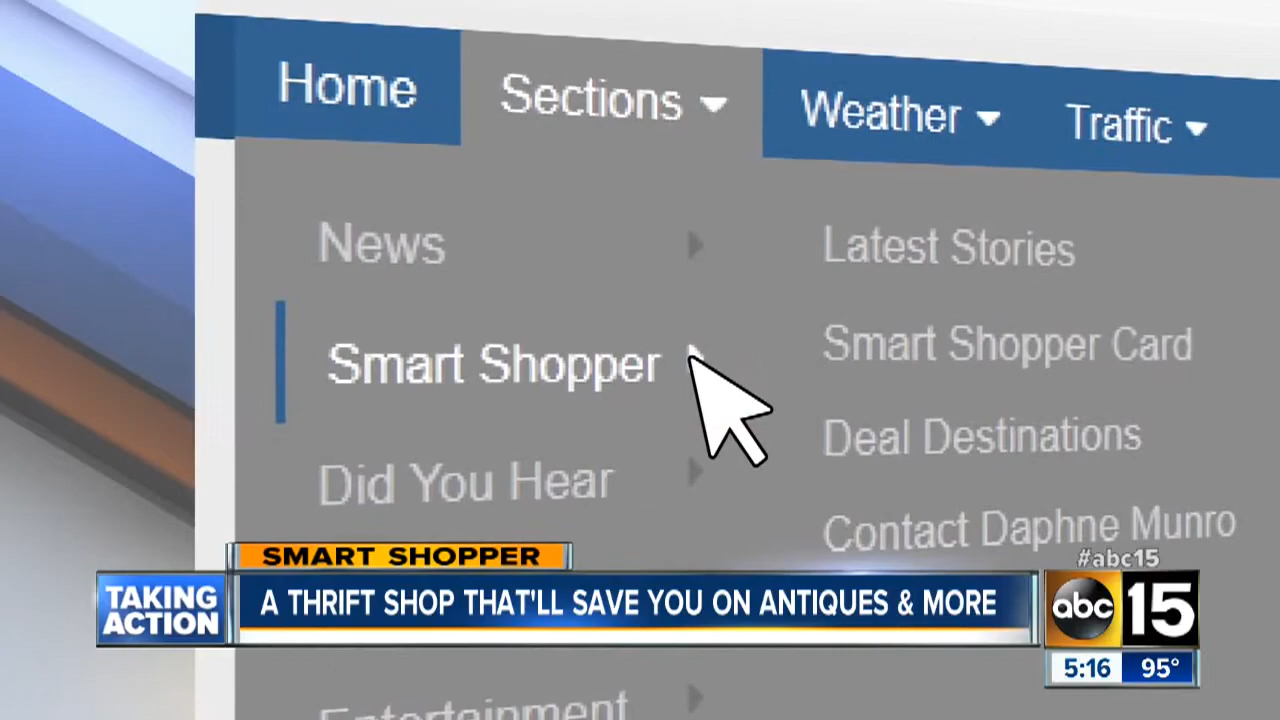 Home Sections Weather Traffic
News
Latest Stories
Smart Shopper
Smart Shopper Card
Did You Hear
Deal Destinations
Contact Daphne Munro
Entertainment
SMART SHOPPER
TAKING
ACTION
A THRIFT SHOP THAT'LL SAVE YOU ON ANTIQUES & MORE
#abc15
abc 15
5:16 95°